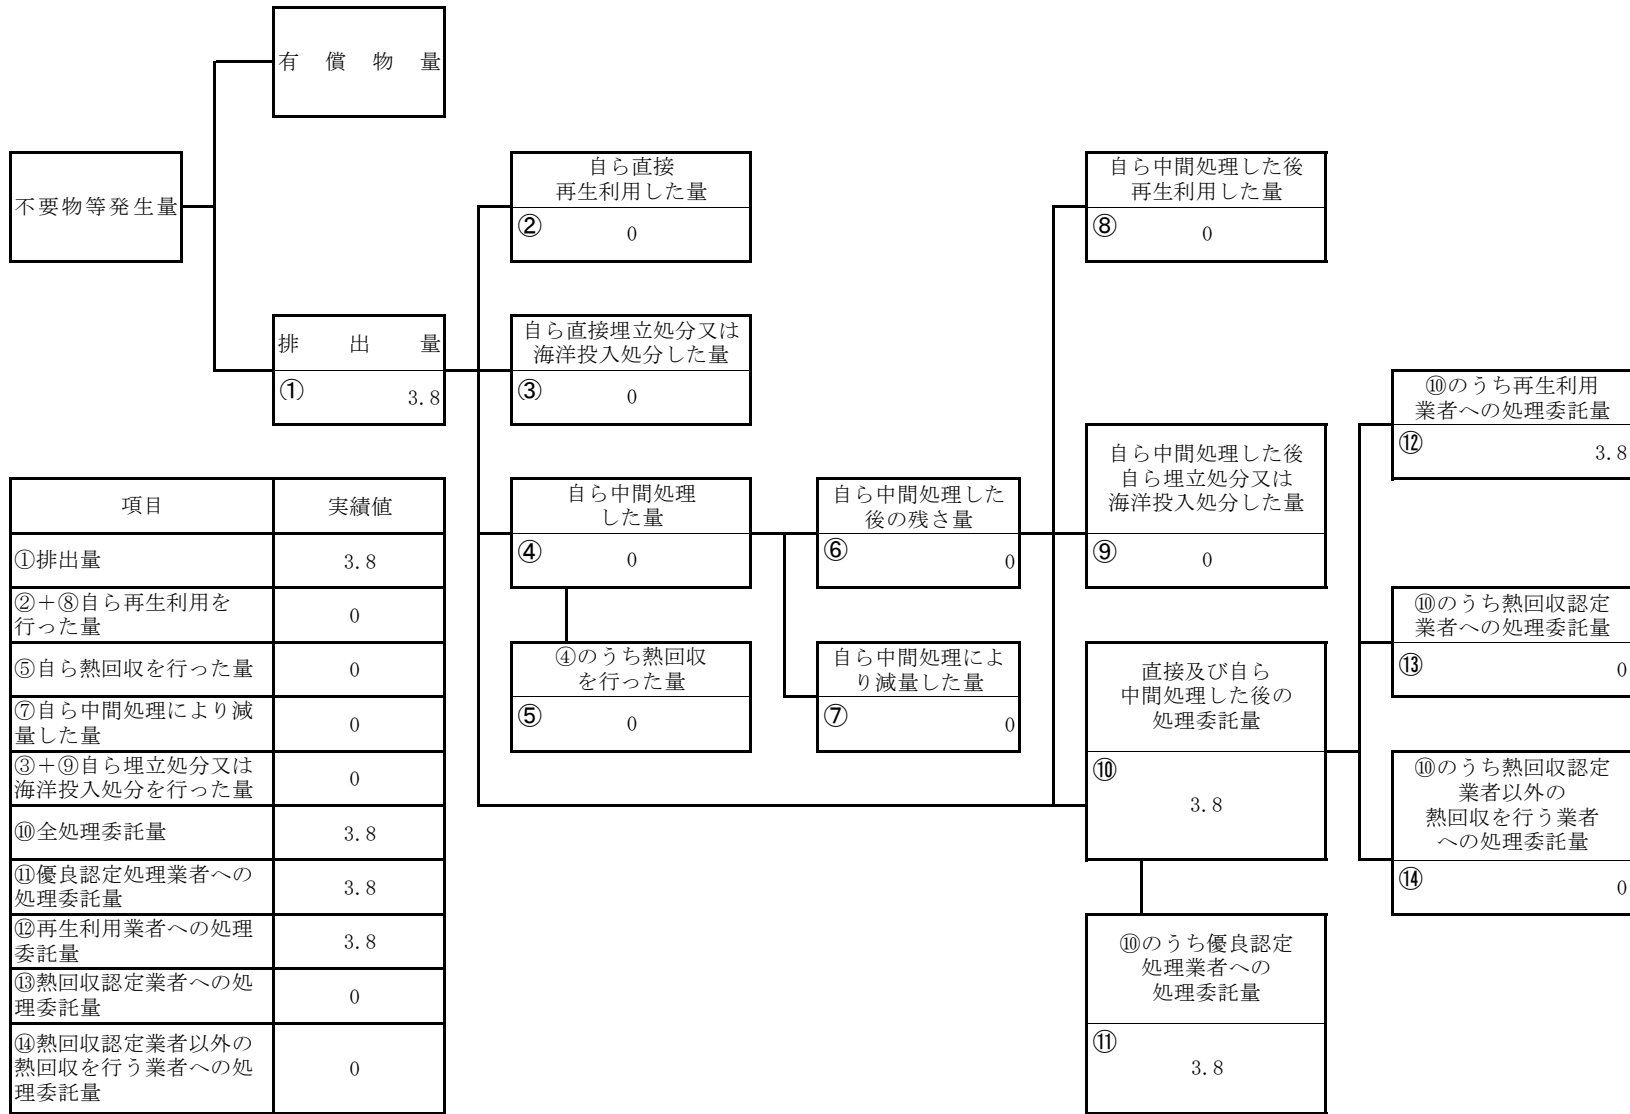 有償物量
不要物等発生量
排出量
① 3.8
自ら直接
再生利用した量
② 0
自ら直接埋立処分又は
海洋投入処分した量
③ 0
自ら中間処理
した量
④ 0
④のうち熱回収
を行った量
⑤ 0
自ら中間処理した
後の残さ量
⑥ 0
自ら中間処理によ
り減量した量
⑦ 0
自ら中間処理した後
再生利用した量
⑧ 0
自ら中間処理した後
自ら埋立処分又は
海洋投入処分した量
⑨ 0
直接及び自ら
中間処理した後の
処理委託量
⑩
3.8
⑩のうち優良認定
処理業者への
処理委託量
⑪
3.8
⑩のうち再生利用
業者への処理委託量
⑫ 3.8
⑩のうち熱回収認定
業者への処理委託量
⑬ 0
⑩のうち熱回収認定
業者以外の
熱回収を行う業者
への処理委託量
⑭ 0
項目 実績値
①排出量 3.8
②＋⑧自ら再生利用を
行った量 0
⑤自ら熱回収を行った量 0
⑦自ら中間処理により減
量した量 0
③＋⑨自ら埋立処分又は
海洋投入処分を行った量 0
⑩全処理委託量 3.8
⑪優良認定処理業者への
処理委託量 3.8
⑫再生利用業者への処理
委託量 3.8
⑬熱回収認定業者への処
理委託量 0
⑭熱回収認定業者以外の
熱回収を行う業者への処
理委託量 0